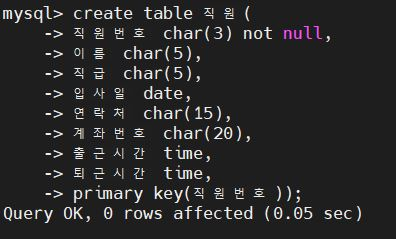 mysql> create table 직원(
    -> 직원번호 char(3) not null,
    -> 이름 char(5),
    -> 직급 char(5),
    -> 입사일 date,
    -> 연락처 char(15),
    -> 계좌번호 char(20),
    -> 출근시간 time,
    -> 퇴근시간 time,
    -> primary key(직원번호));
Query OK, 0 rows affected (0.05 sec)